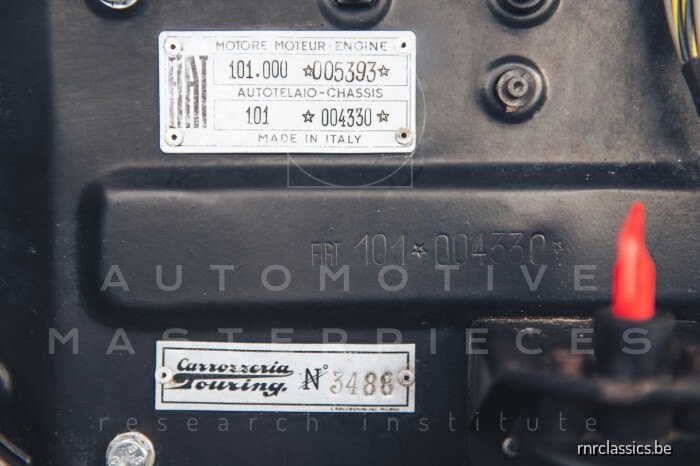 MOTORE-MOTEUR-ENGINE
FIAT
101.000 ☆005393☆
AUTOTELAIO-CHASSIS
101 ☆ 004330 ☆
MADE IN ITALY
FIAT 101☆004330☆
AUTOMOTIVE
MASTERPIECES
Carrozzeria
Touring. N° 3488
research institute
rnrclassics.be